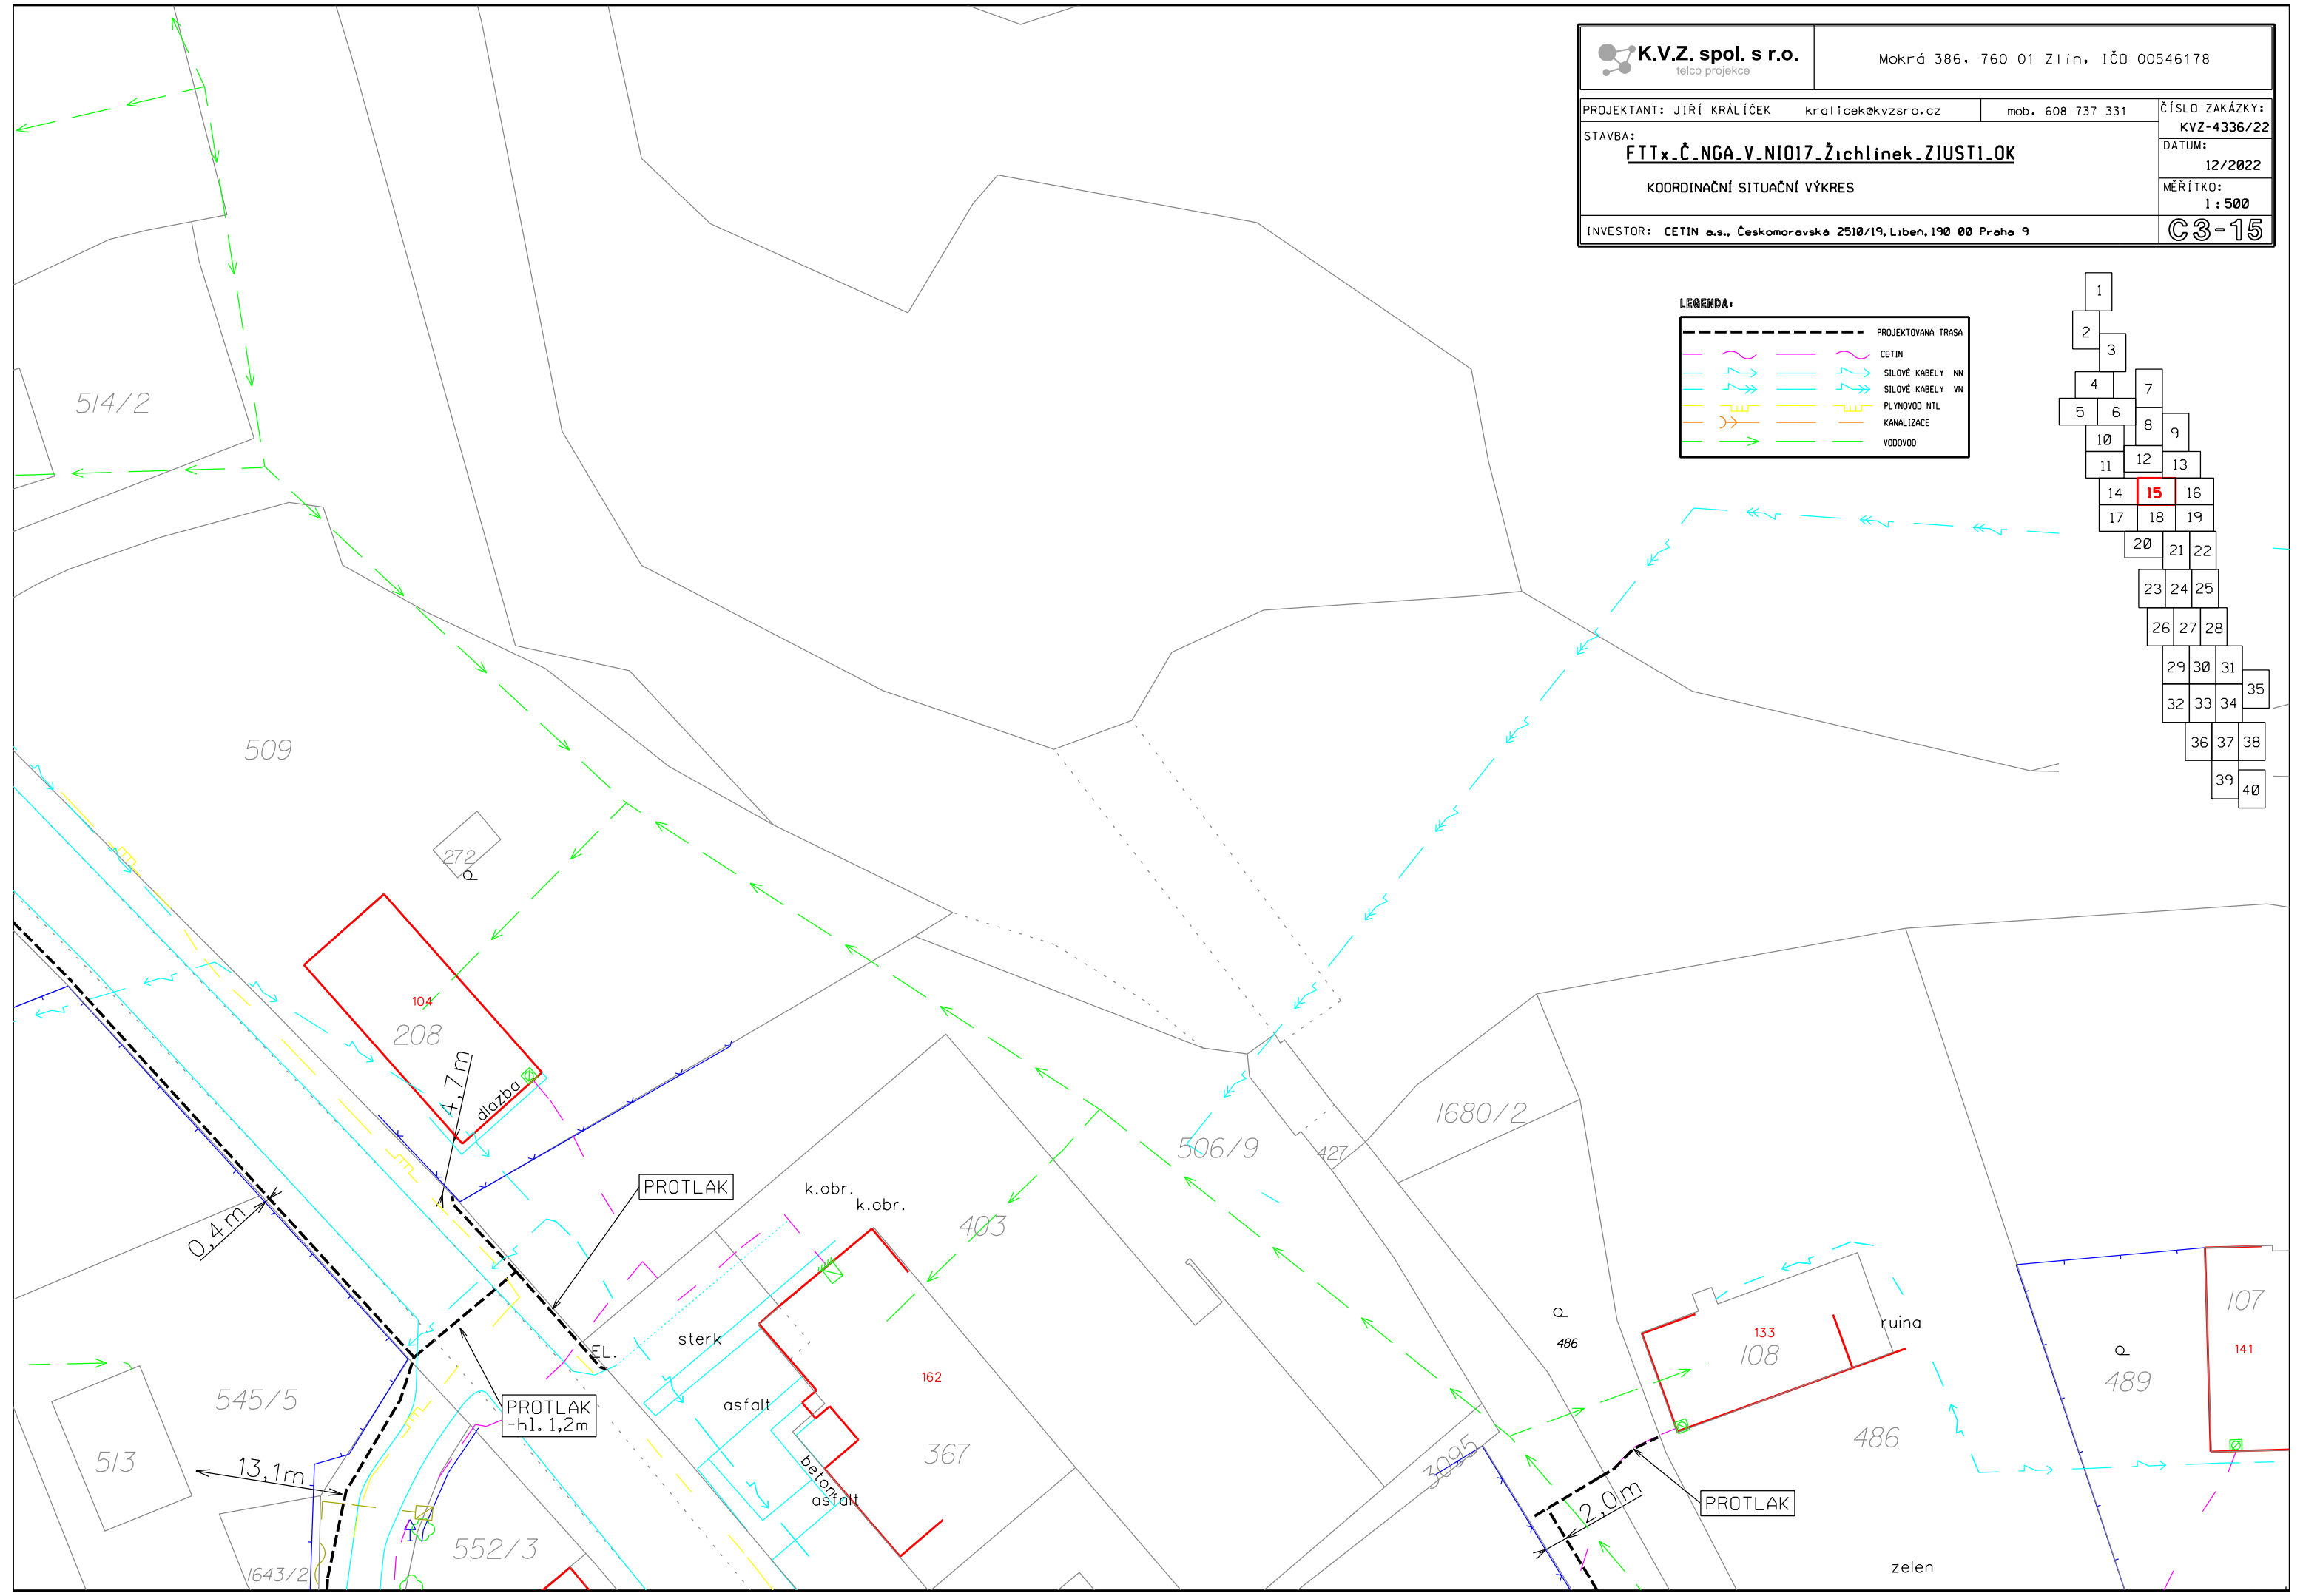 K.V.Z. spol. s r.o.
telco projekce
Mokrá 386, 760 01 Zlín, IČO 00546178
PROJEKTANT: JIŘÍ KRÁLÍČEK kralicek@kvzsro.cz mob. 608 737 331
ČÍSLO ZAKÁZKY:
KVZ-4336/22
STAVBA:
FTTx_Č_NGA_V_NIO17_Žichlínek_ZIUST1_OK
DATUM:
12/2022
KOORDINAČNÍ SITUAČNÍ VÝKRES
MĚŘÍTKO:
1:500
INVESTOR: CETIN a.s., Českomoravská 2510/19, Libeň, 190 00 Praha 9
C3-15
LEGENDA:
PROJEKTOVANÁ TRASA
CETIN
SILOVÉ KABELY NN
SILOVÉ KABELY VN
PLYNOVOD NTL
KANALIZACE
VODOVOD
1
2
3
4
7
5
6
8
9
10
11
12
13
14
15
16
17
18
19
20
21
22
23
24
25
26
27
28
29
30
31
35
32
33
34
36
37
38
39
40
514/2
509
272
104
208
4,7m
dlazba
PROTLAK
k.obr.
k.obr.
403
506/9
427
1680/2
0,4m
sterk
EL.
162
asfalt
PROTLAK
-hl. 1,2m
545/5
513
13,1m
367
beton
asfalt
552/3
1643/2
3095
486
133
108
ruina
107
141
489
486
2,0m
PROTLAK
zelen